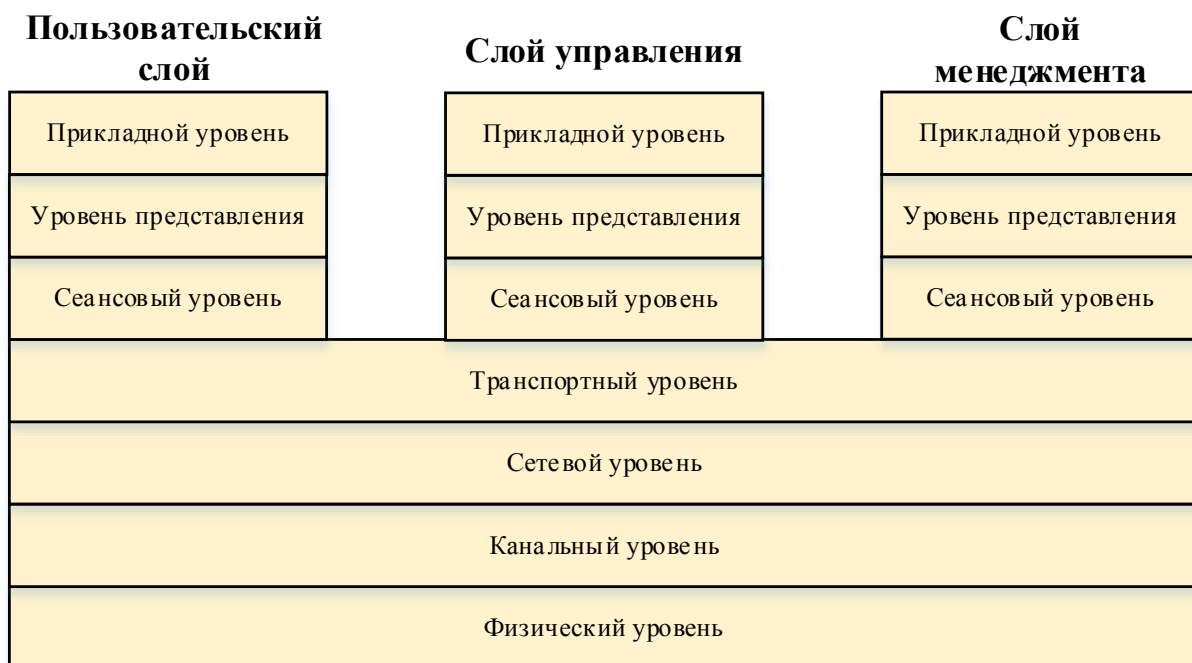 Пользовательский
слой
Слой управления
Слой
менеджмента
Прикладной уровень
Прикладной уровень
Прикладной уровень
Уровень представления
Уровень представления
Уровень представления
Сеансовый уровень
Сеансовый уровень
Сеансовый уровень
Транспортный уровень
Сетевой уровень
Канальный уровень
Физический уровень